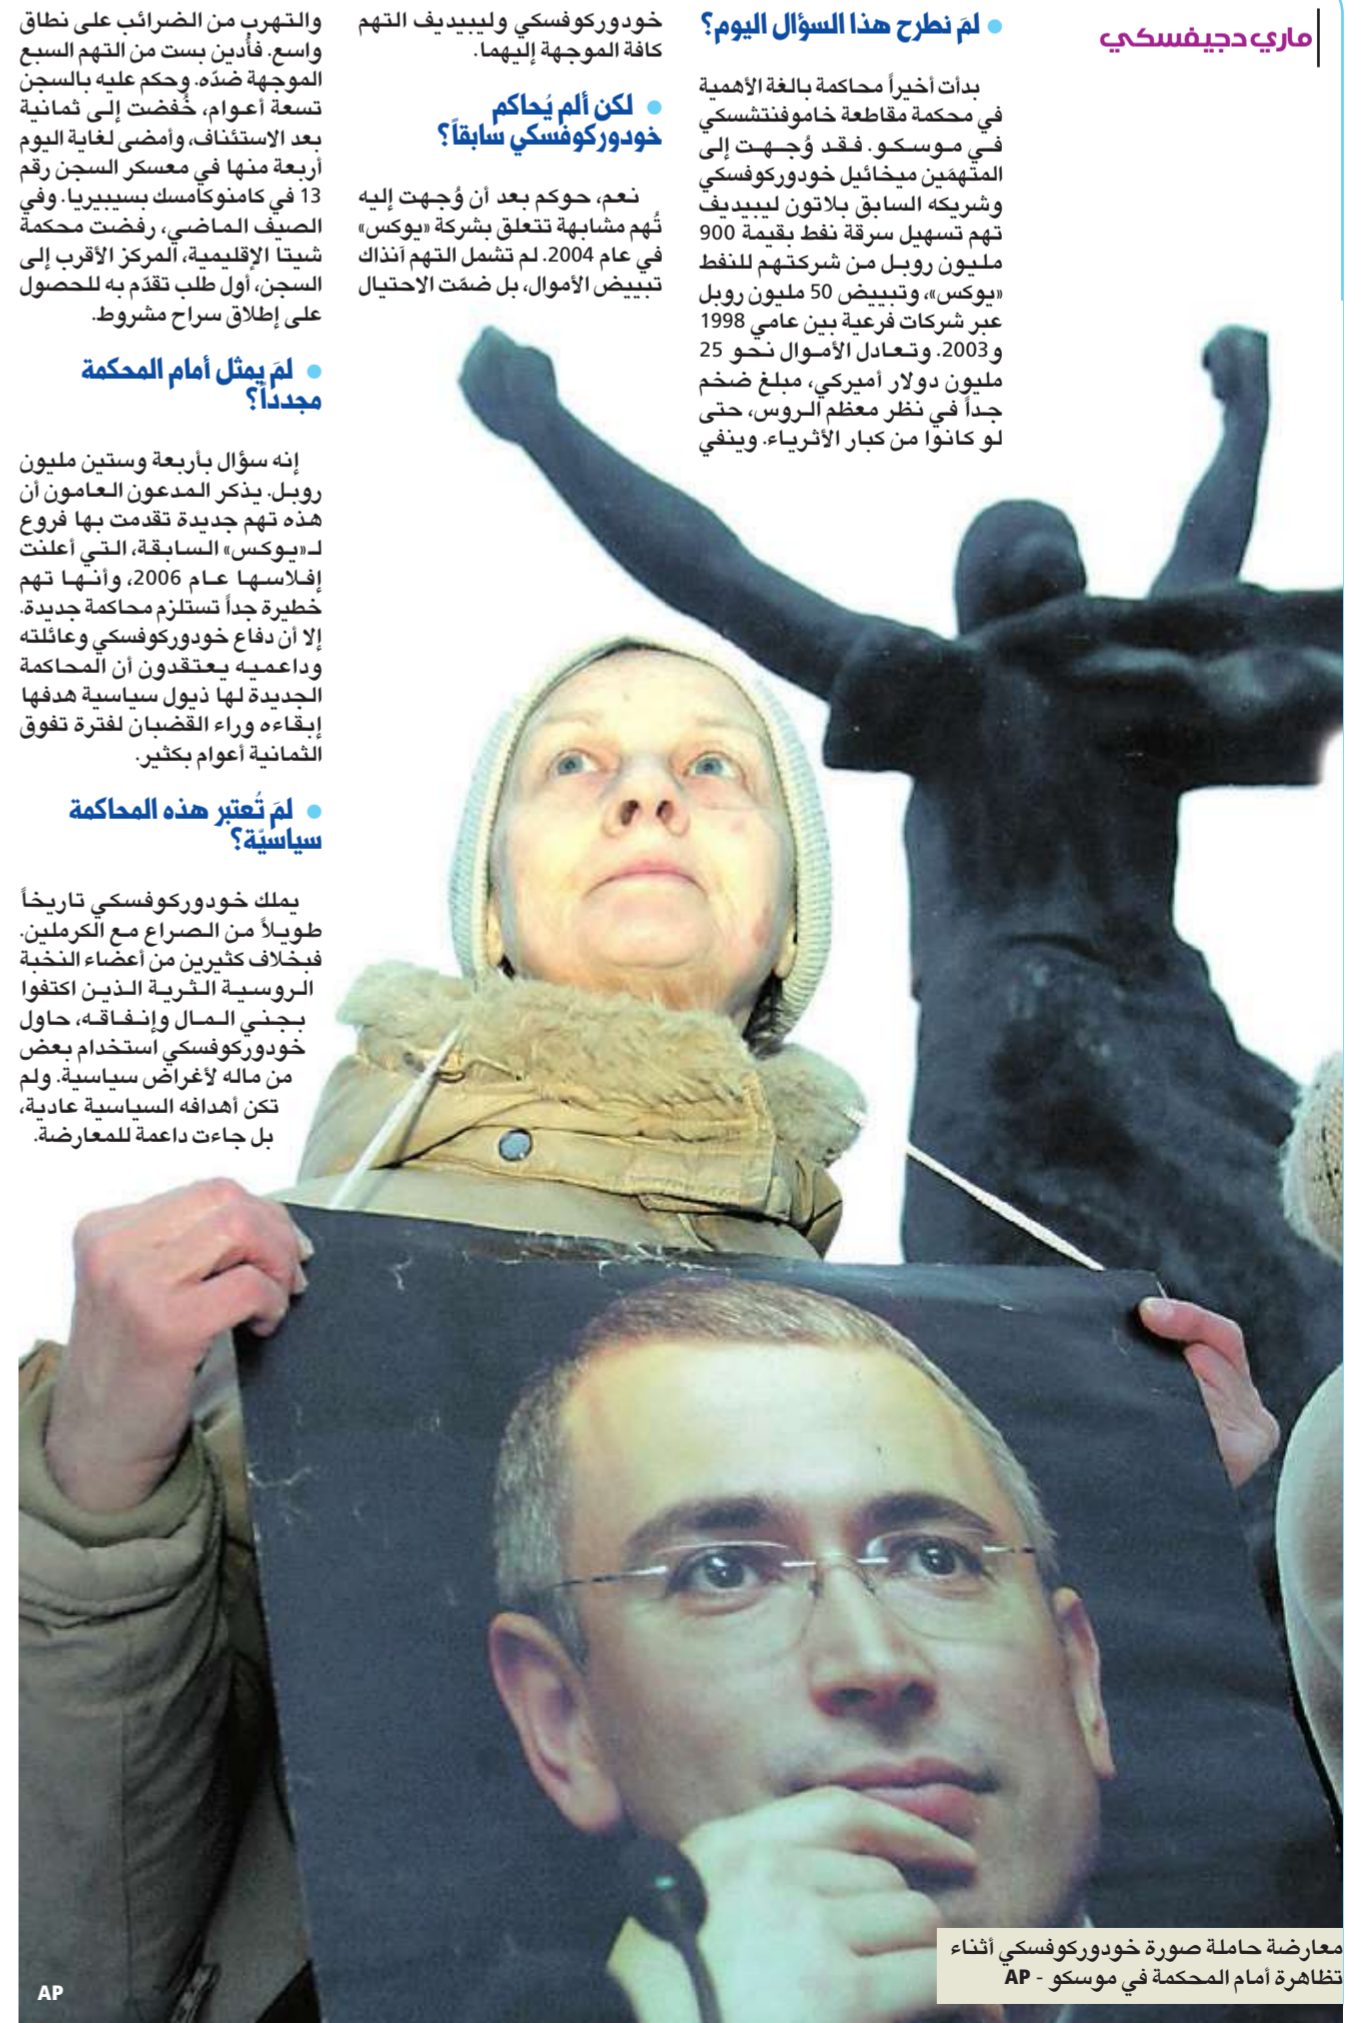 ماري دجيفسكي
● لمَ نطرح هذا السؤال اليوم؟
بدأت أخيراً محاكمة بالغة الأهمية
في محكمة مقاطعة خاموفنتشسكي
في موسكو. فقد وُجهت إلى
المتهمَين ميخائيل خودوركوفسكي
وشريكه السابق بلاتون ليبيديف
تهم تسهيل سرقة نفط بقيمة 900
مليون روبل من شركتهم للنفط
«يوكس»، وتبييض 50 مليون روبل
عبر شركات فرعية بين عامي 1998
و2003. وتعادل الأموال نحو 25
مليون دولار أميركي، مبلغ ضخم
جداً في نظر معظم الروس، حتى
لو كانوا من كبار الأثرياء. وينفي
خودوركوفسكي وليبيديف التهم
كافة الموجهة إليهما.
● لكن ألم يُحاكم
خودوركوفسكي سابقاً؟
نعم، حوكم بعد أن وُجهت إليه
تُهم مشابهة تتعلق بشركة «يوكس»
في عام 2004. لم تشمل التهم آنذاك
تبييض الأموال، بل ضمّت الاحتيال
والتهرب من الضرائب على نطاق
واسع. فأُدين بست من التهم السبع
الموجهة ضدّه. وحكم عليه بالسجن
تسعة أعوام، خُفضت إلى ثمانية
بعد الاستئناف، وأمضى لغاية اليوم
أربعة منها في معسكر السجن رقم
13 في كامنوكامسك بسيبيريا. وفي
الصيف الماضي، رفضت محكمة
شيتا الإقليمية، المركز الأقرب إلى
السجن، أول طلب تقدّم به للحصول
على إطلاق سراح مشروط.
● لمَ يمثل أمام المحكمة
مجدداً؟
إنه سؤال بأربعة وستين مليون
روبل. يذكر المدعون العامون أن
هذه تهم جديدة تقدمت بها فروع
لـ«يوكس» السابقة، التي أعلنت
إفلاسها عام 2006، وأنها تهم
خطيرة جداً تستلزم محاكمة جديدة.
إلا أن دفاع خودوركوفسكي وعائلته
وداعميه يعتقدون أن المحاكمة
الجديدة لها ذيول سياسية هدفها
إبقاءه وراء القضبان لفترة تفوق
الثمانية أعوام بكثير.
● لمَ تُعتبر هذه المحاكمة
سياسيّة؟
يملك خودوركوفسكي تاريخاً
طويلاً من الصراع مع الكرملين.
فبخلاف كثيرين من أعضاء النخبة
الروسية الثرية الذين اكتفوا
بجني المال وإنفاقه، حاول
خودوركوفسكي استخدام بعض
من ماله لأغراض سياسية. ولم
تكن أهدافه السياسية عادية،
بل جاءت داعمة للمعارضة.
معارضة حاملة صورة خودوركوفسكي أثناء
تظاهرة أمام المحكمة في موسكو - AP
AP